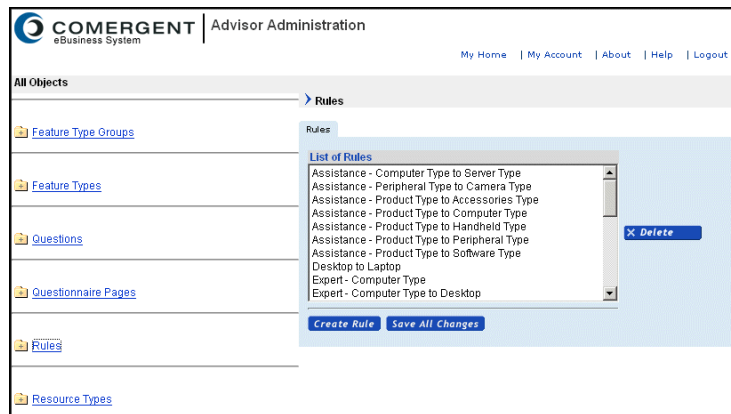 COMERGENT
eBusiness System
Advisor Administration
My Home | My Account | About | Help | Logout
All Objects
Feature Type Groups
Feature Types
Questions
Questionnaire Pages
Rules
Resource Types
Rules
Rules
List of Rules
Assistance - Computer Type to Server Type
Assistance - Peripheral Type to Camera Type
Assistance - Product Type to Accessories Type
Assistance - Product Type to Computer Type
Assistance - Product Type to Handheld Type
Assistance - Product Type to Peripheral Type
Assistance - Product Type to Software Type
Desktop to Laptop
Expert - Computer Type
Expert - Computer Type to Desktop
X Delete
Create Rule
Save All Changes